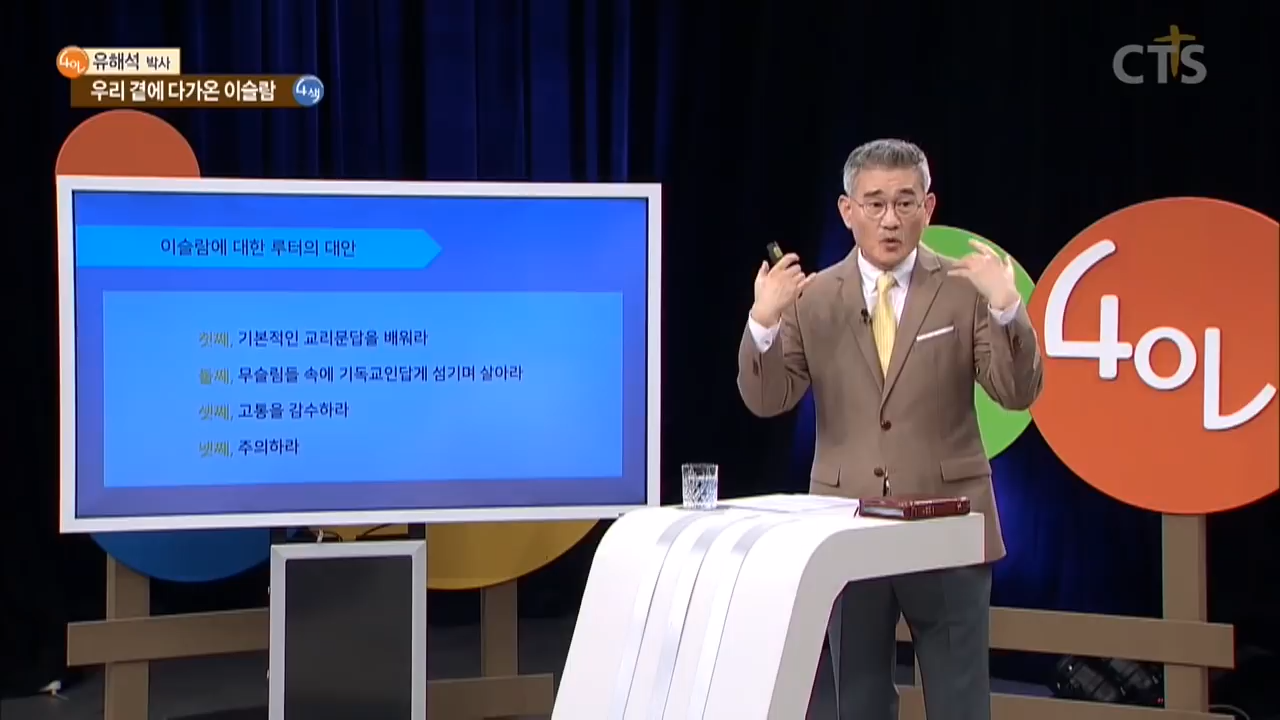 4인 유해석 박사
우리 곁에 다가온 이슬람 4색
CTS
이슬람에 대한 루터의 대안
첫째, 기본적인 교리문답을 배워라
둘째, 무슬림들 속에 기독교인답게 섬기며 살아라
셋째, 고통을 감수하라
넷째, 주의하라
4인